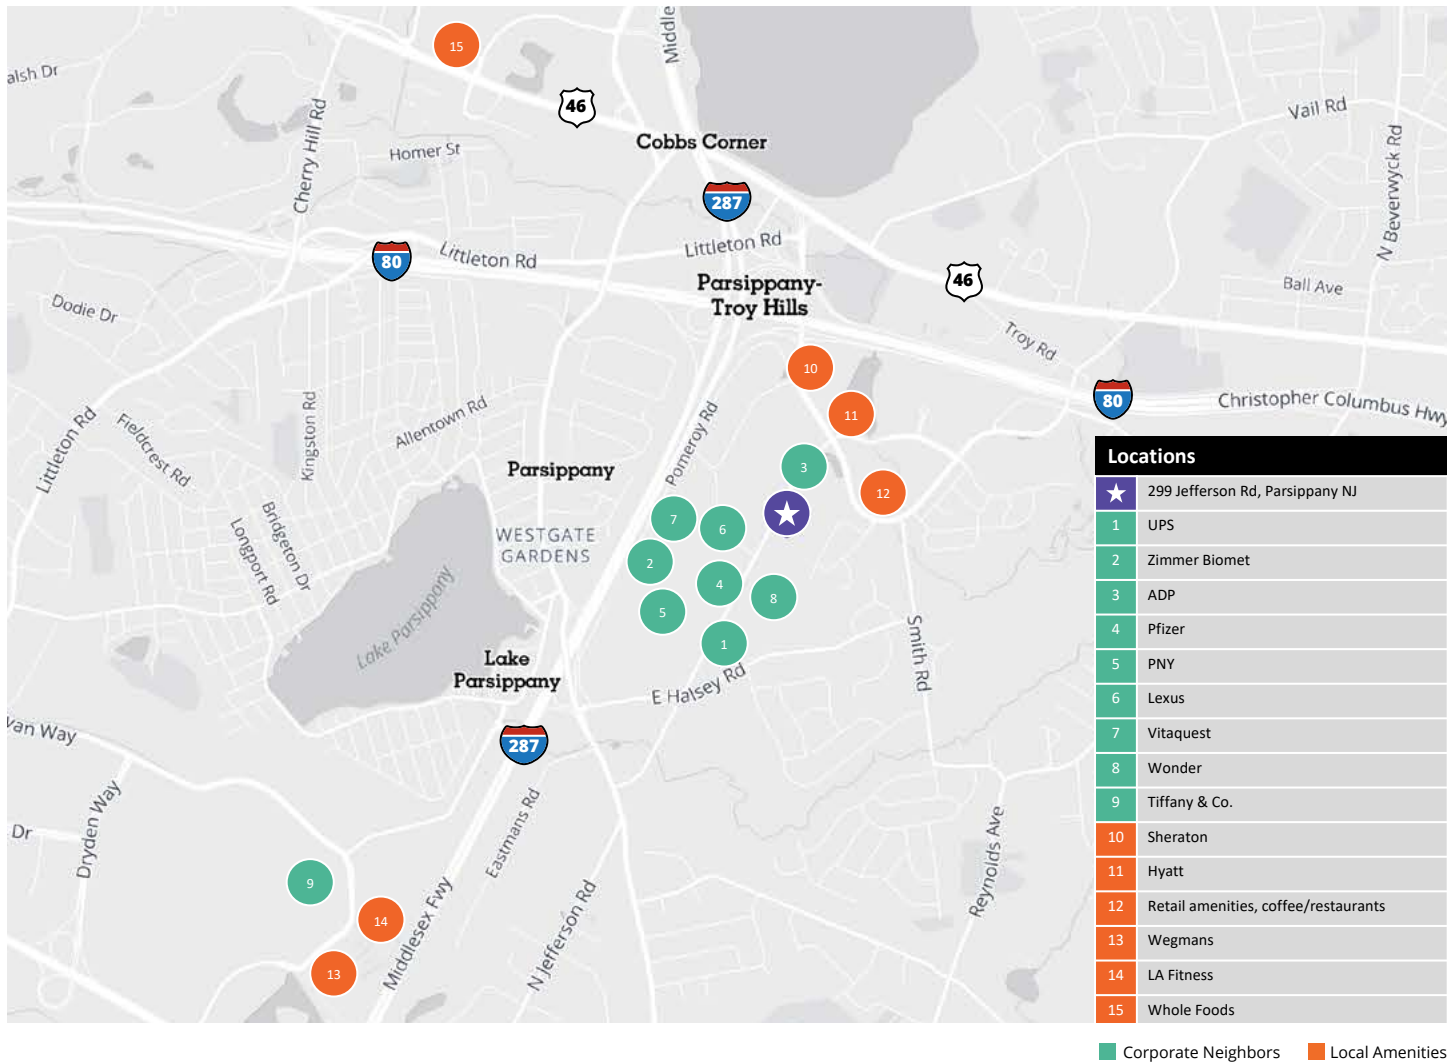 15
Middle
alsh Dr
46
Vail Rd
Cherry Hill Rd
Homer St
Cobbs Corner
N Beverwyck Rd
287
Littleton Rd
Littleton Rd
80
Parsippany-
Troy Hills
46
Ball Ave
Dodie Dr
Troy Rd
10
80
Christopher Columbus Hwy
Littleton Rd
Fieldcrest Rd
Kingston Rd
Allentown Rd
Pomeroy Rd
11
Parsippany
3
12
Bridgeton Dr
Longport Rd
WESTGATE
GARDENS
7
6
2
4
8
5
1
Lake Parsippany
Lake
Parsippany
E Halsey Rd
Smith Rd
van Way
287
Dryden Way
Dr
Eastmans Rd
Reynolds Ave
9
14
13
Middlesex Fwy
N Jefferson Rd
Locations
299 Jefferson Rd, Parsippany NJ
1 UPS
2 Zimmer Biomet
3 ADP
4 Pfizer
5 PNY
6 Lexus
7 Vitaquest
8 Wonder
9 Tiffany & Co.
10 Sheraton
11 Hyatt
12 Retail amenities, coffee/restaurants
13 Wegmans
14 LA Fitness
15 Whole Foods
Corporate Neighbors
Local Amenities